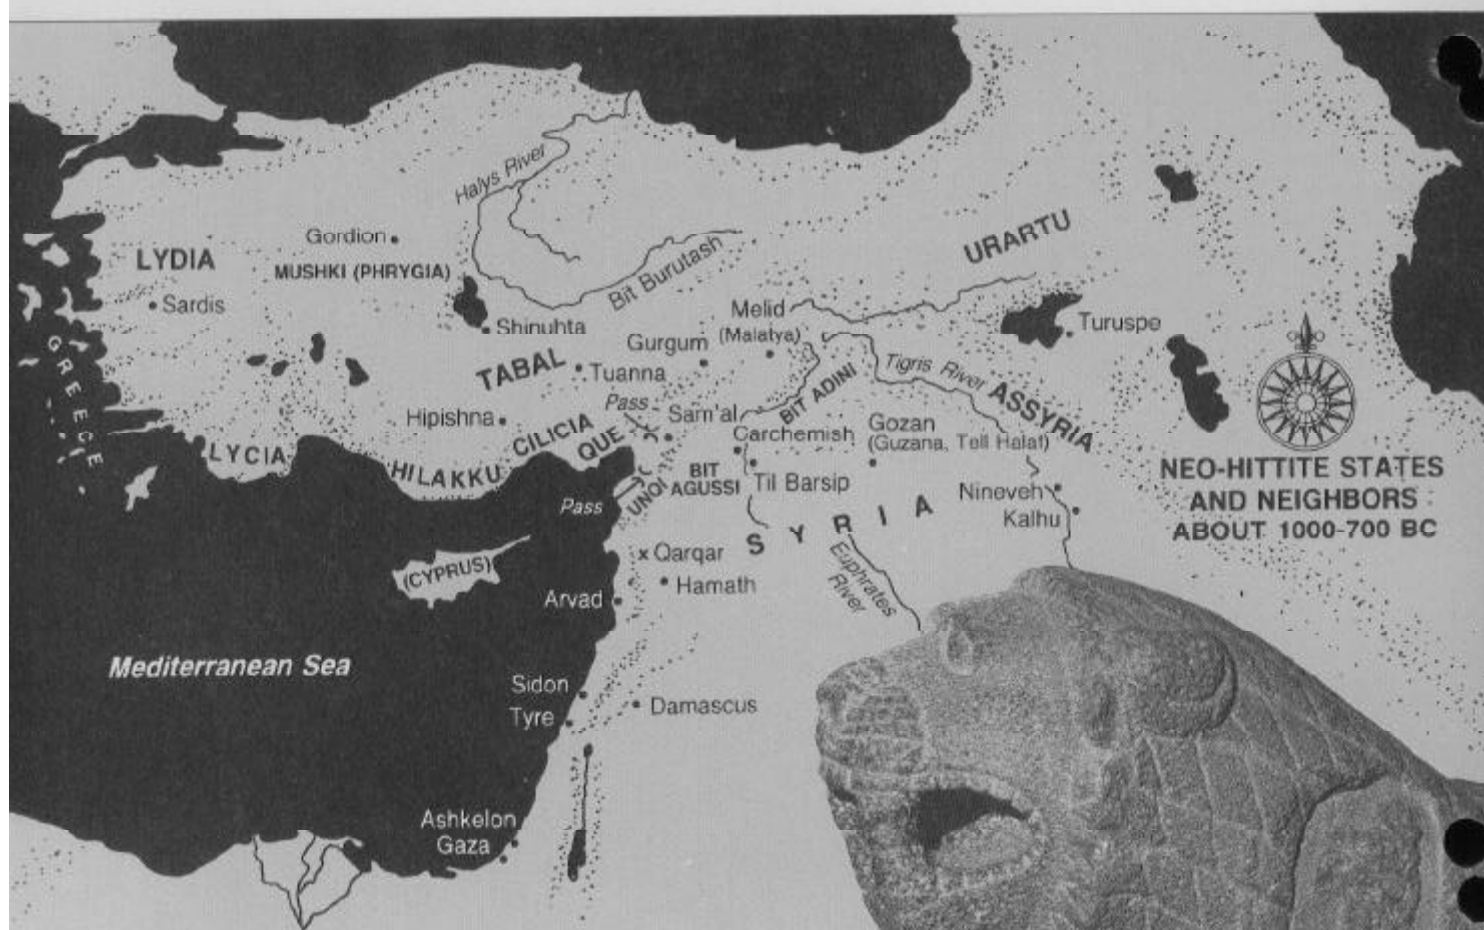 Halys River
URARTU
Gordion
LYDIA
MUSHKI (PHRYGIA)
Bit Burutash
Sardis
Melid
(Malatya)
Shinuhta
Turuspe
Gurgum
GREECE
TABAL
Tuanna
Tigris River
ASSYRIA
BIT ADINI
Pass
Sam'al
Hipishna
CILICIA
Carchemish
Gozan
(Guzana, Tell Halaf)
QUE
LYCIA
HILAKKU
NEO-HITTITE STATES
AND NEIGHBORS
ABOUT 1000-700 BC
BIT
AGUSSI
UNQI
Til Barsip
Nineveh
Kalhu
Pass
SYRIA
Qarqar
Euphrates
River
(CYPRUS)
Hamath
Arvad
Mediterranean Sea
Sidon
Tyre
Damascus
Ashkelon
Gaza